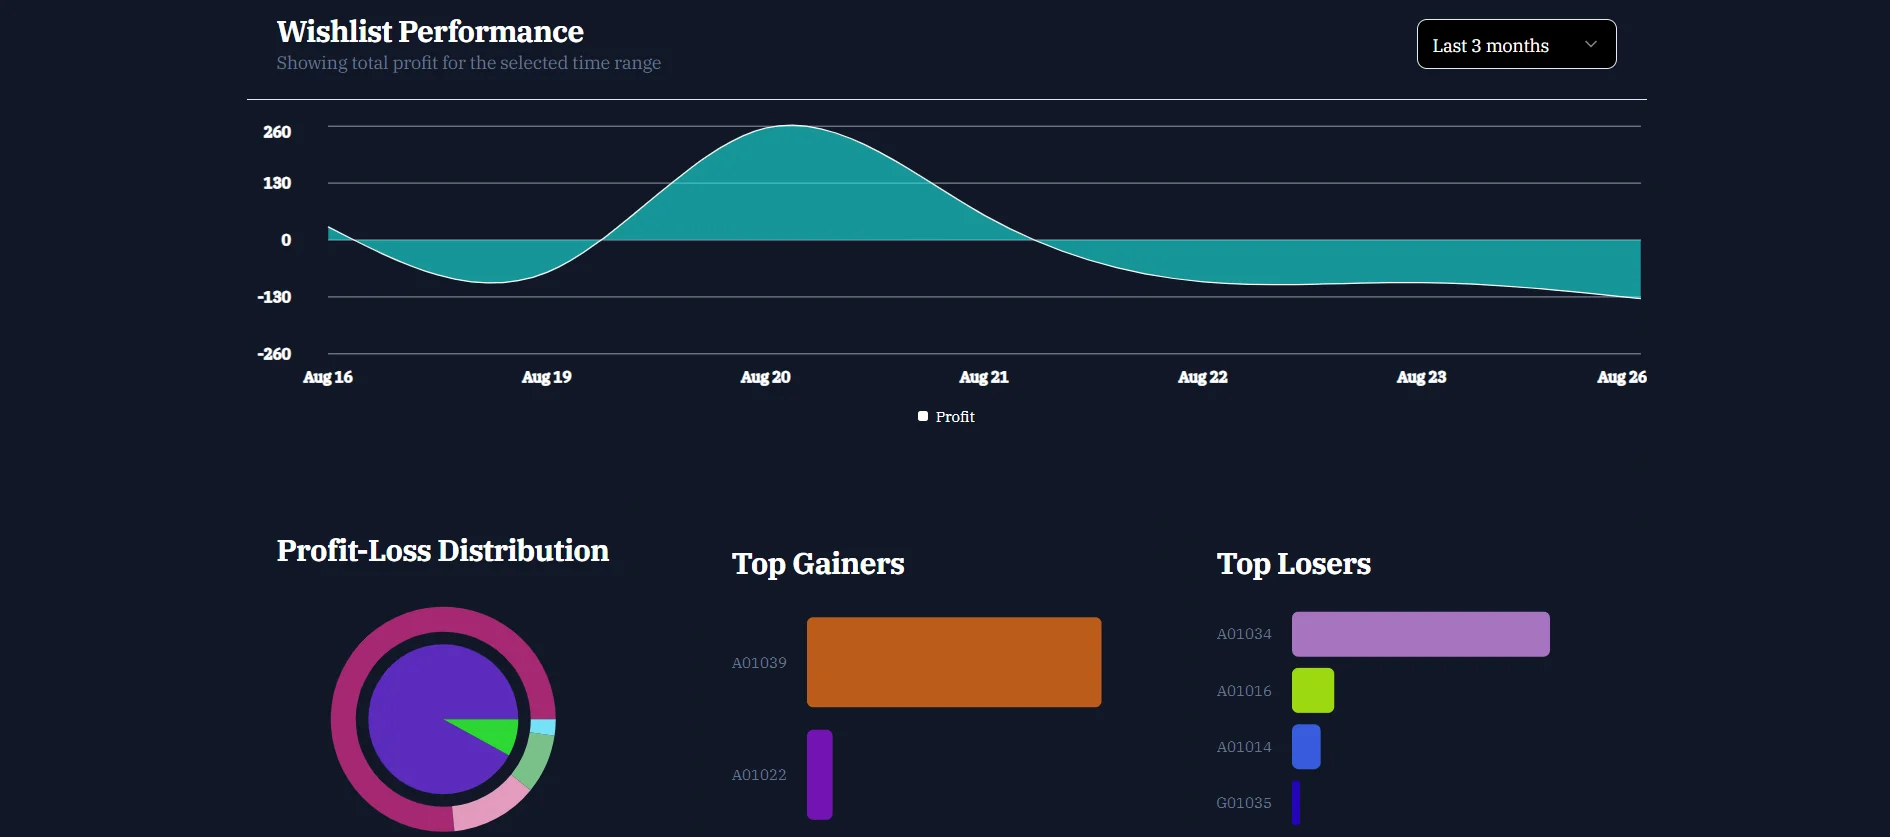 Wishlist Performance
Showing total profit for the selected time range
Last 3 months
260
130
0
-130
-260
Aug 16 Aug 19 Aug 20 Aug 21 Aug 22 Aug 23 Aug 26
Profit
Profit-Loss Distribution
Top Gainers
A01039
A01022
Top Losers
A01034
A01016
A01014
G01035